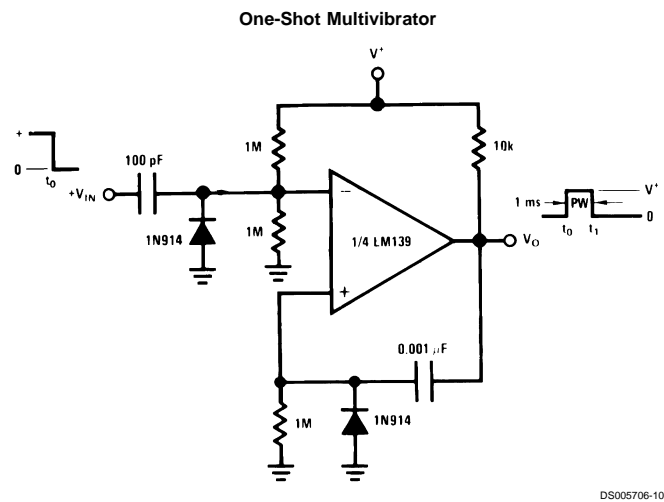 One-Shot Multivibrator
V+
+
0
t0
100 pF
+VIN
1M
10k
1N914
1M
−
1/4 LM139
+
VO
1 ms
PW
V+
0
t0
t1
0.001 µF
1M
1N914
DS005706-10